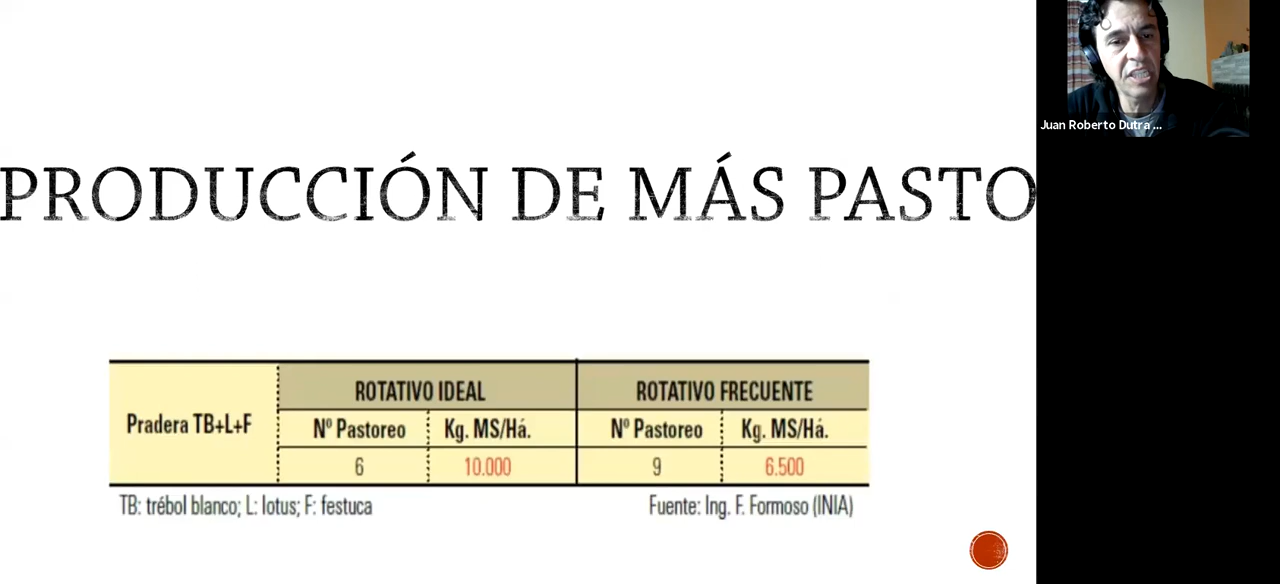 PRODUCCIÓN DE MÁS PASTO
Juan Roberto Dutra ...
Pradera TB+L+F
ROTATIVO IDEAL ROTATIVO FRECUENTE
Nº Pastoreo Kg. MS/Há. Nº Pastoreo Kg. MS/Há.
6 10.000 9 6.500
TB: trébol blanco; L: lotus; F: festuca Fuente: Ing. F. Formoso (INIA)